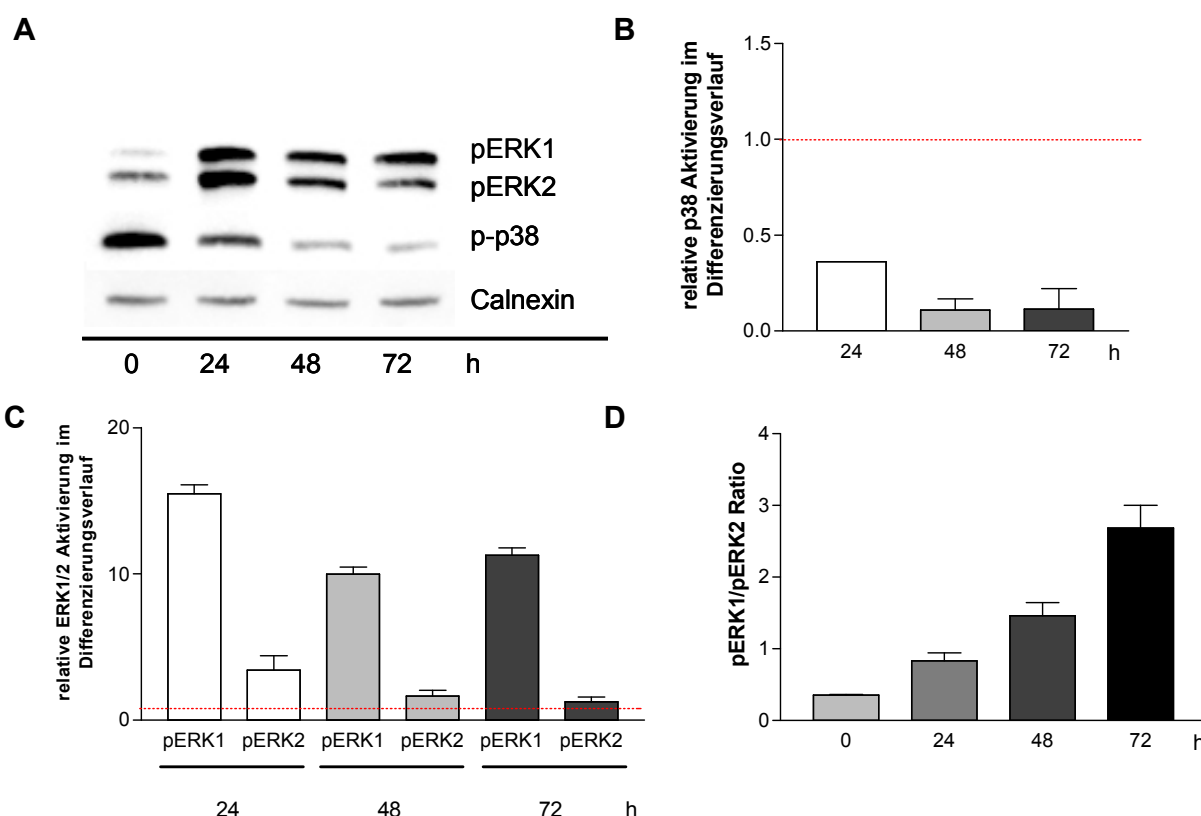 A
pERK1
pERK2
p-p38
Calnexin
0 24 48 72 h
B
relative p38 Aktivierung im
Differenzierungsverlauf
1.5
1.0
0.5
0.0
24 48 72 h
C
relative ERK1/2 Aktivierung im
Differenzierungsverlauf
20
10
0
pERK1 pERK2 pERK1 pERK2 pERK1 pERK2
24 48 72 h
D
pERK1/pERK2 Ratio
4
3
2
1
0
0 24 48 72 h